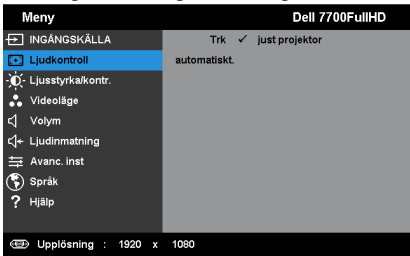 Meny Dell 7700FullHD
INGÅNGSKÄLLA Trk ✓ just projektor
Ljudkontroll automatiskt.
Ljusstyrka/kontr.
Videoläge
Volym
Ljudinmatning
Avanc. inst
Språk
? Hjälp
Upplösning : 1920 x 1080